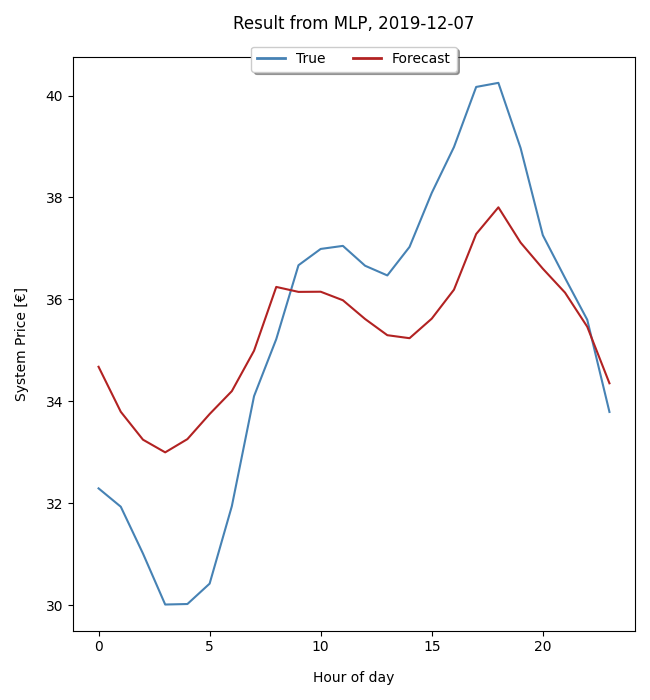 Result from MLP, 2019-12-07
True Forecast
40
38
36
34
32
30
System Price [€]
0 5 10 15 20
Hour of day